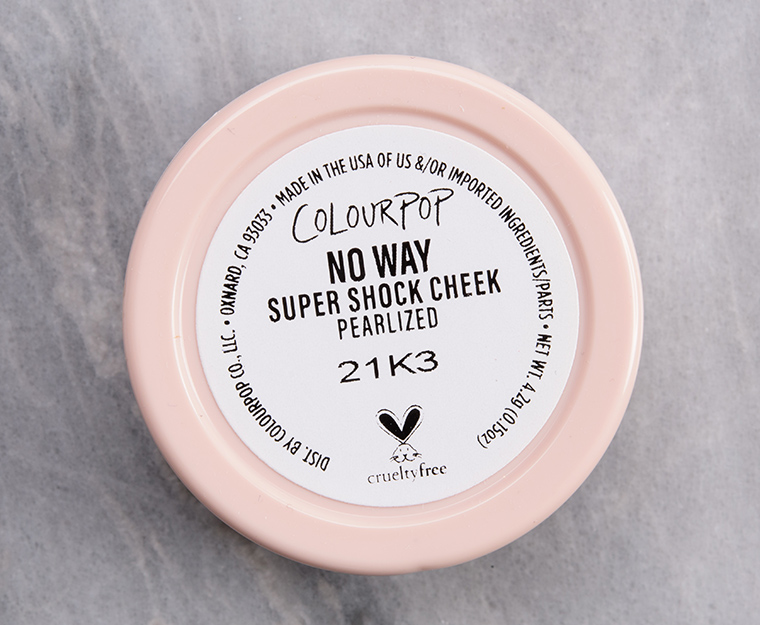 DIST. BY COLOURPOP CO., LLC. • OXNARD, CA 93033 • MADE IN THE USA OF US &/OR IMPORTED INGREDIENTS/PARTS • NET WT. 4.2g (0.15oz)
COLOURPOP
NO WAY
SUPER SHOCK CHEEK
PEARLIZED
21K3
crueltyfree